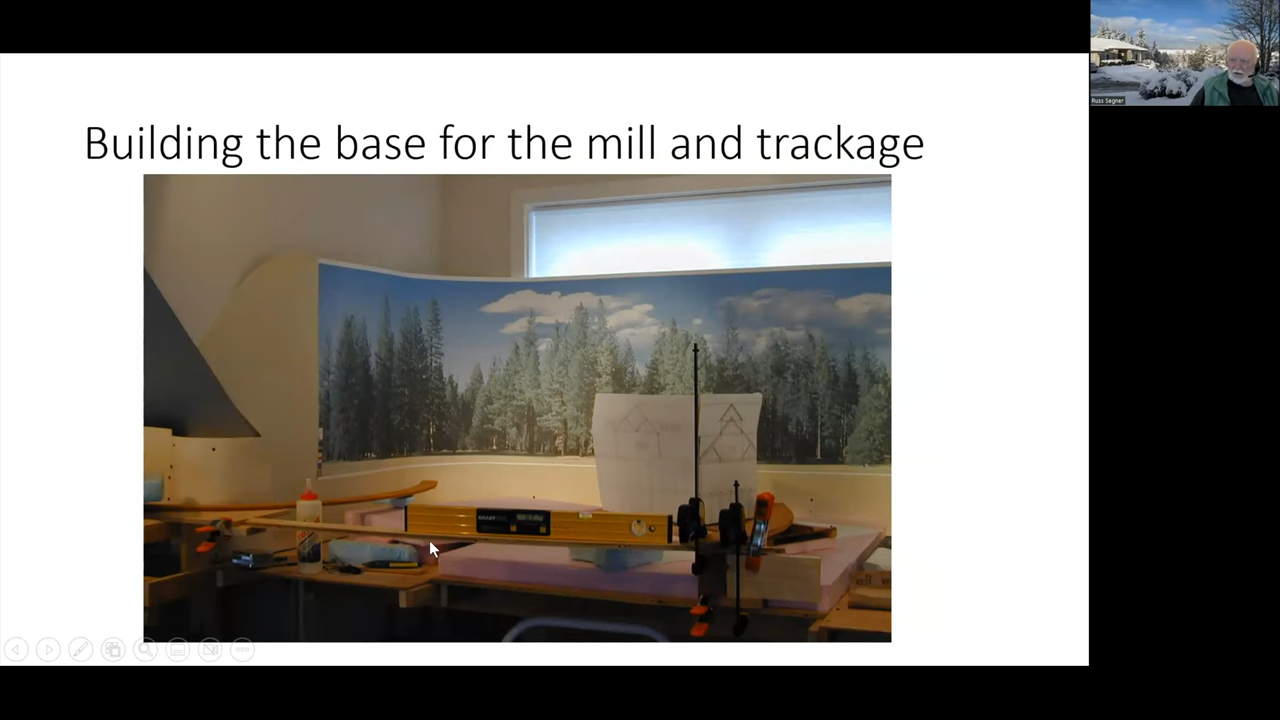 Building the base for the mill and trackage
Russ Segner